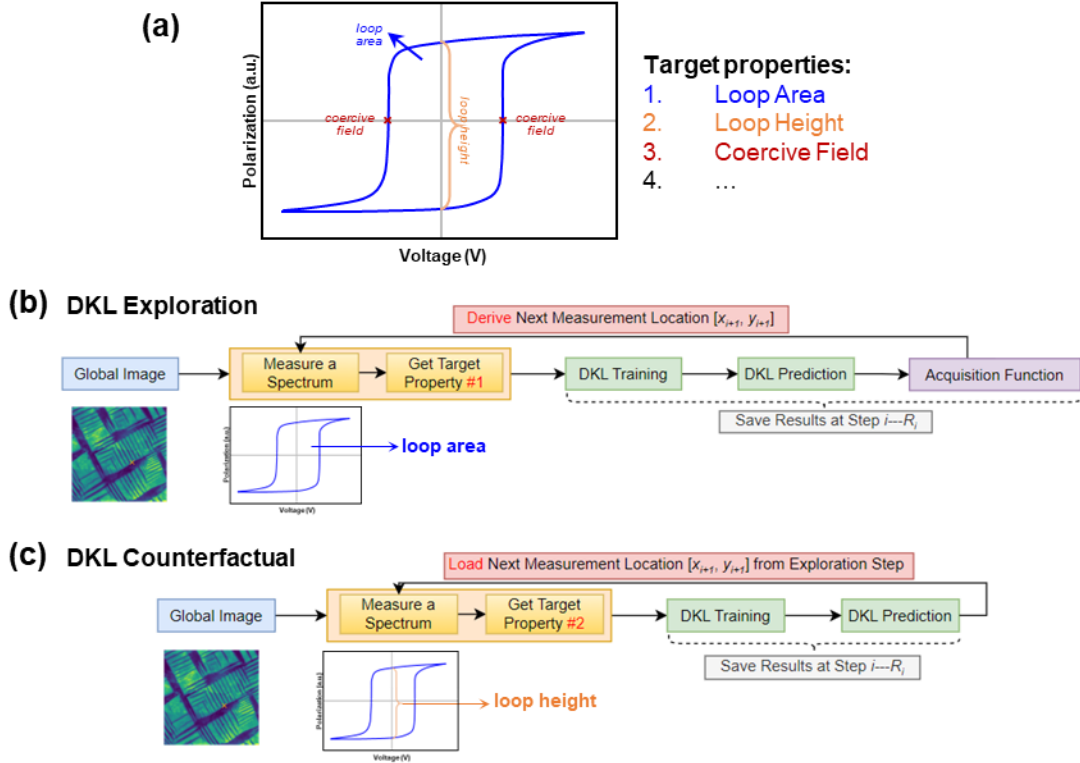 (a)
loop
area
Polarization (a.u.)
coercive
field
loop height
coercive
field
Voltage (V)
Target properties:
1. Loop Area
2. Loop Height
3. Coercive Field
4. ...
(b) DKL Exploration
Derive Next Measurement Location [xi+1, yi+1]
Global Image
Measure a
Spectrum
Get Target
Property #1
DKL Training
DKL Prediction
Acquisition Function
Save Results at Step i---Ri
Polarization (a.u.)
loop area
Voltage (V)
(c) DKL Counterfactual
Load Next Measurement Location [xi+1, yi+1] from Exploration Step
Global Image
Measure a
Spectrum
Get Target
Property #2
DKL Training
DKL Prediction
Save Results at Step i---Ri
Polarization (a.u.)
loop height
Voltage (V)